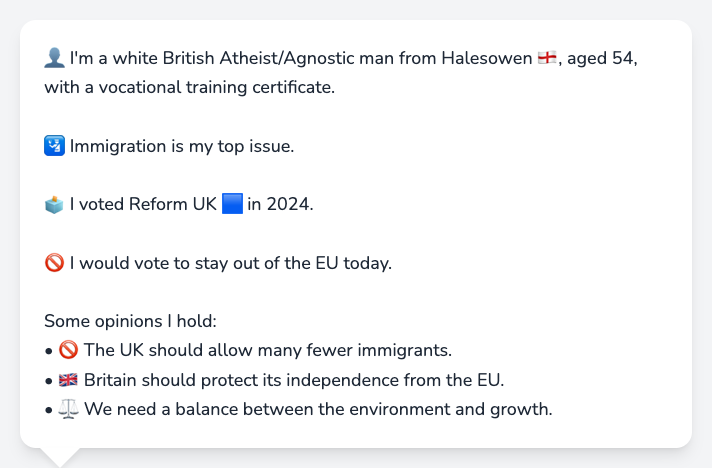 👤 I'm a white British Atheist/Agnostic man from Halesowen 🏴󠁧󠁢󠁥󠁮󠁧󠁿, aged 54,
with a vocational training certificate.
🛂 Immigration is my top issue.
🗳️ I voted Reform UK 🟦 in 2024.
🚫 I would vote to stay out of the EU today.
Some opinions I hold:
• 🚫 The UK should allow many fewer immigrants.
• 🇬🇧 Britain should protect its independence from the EU.
• ⚖️ We need a balance between the environment and growth.